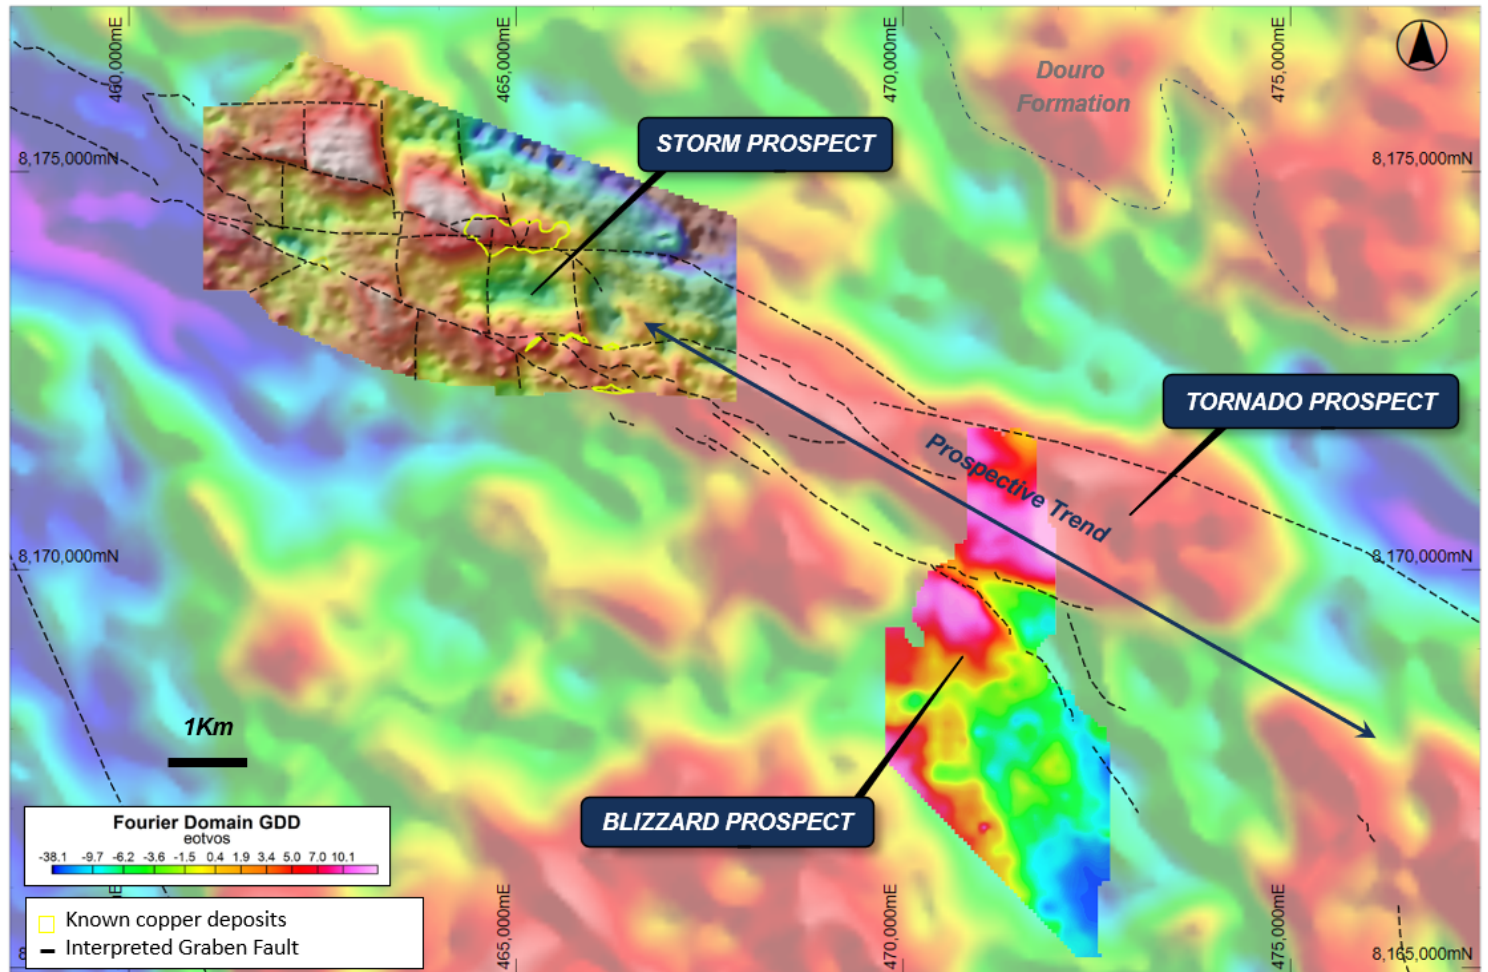 460,000mE
465,000mE
470,000mE
475,000mE
Douro
Formation
STORM PROSPECT
8,175,000mN
8,175,000mN
TORNADO PROSPECT
Prospective Trend
8,170,000mN
8,170,000mN
1Km
BLIZZARD PROSPECT
Fourier Domain GDD
eotvos
-38.1 -9.7 -6.2 -3.6 -1.5 0.4 1.9 3.4 5.0 7.0 10.1
Known copper deposits
Interpreted Graben Fault
465,000mE
470,000mE
475,000mE
8,165,000mN